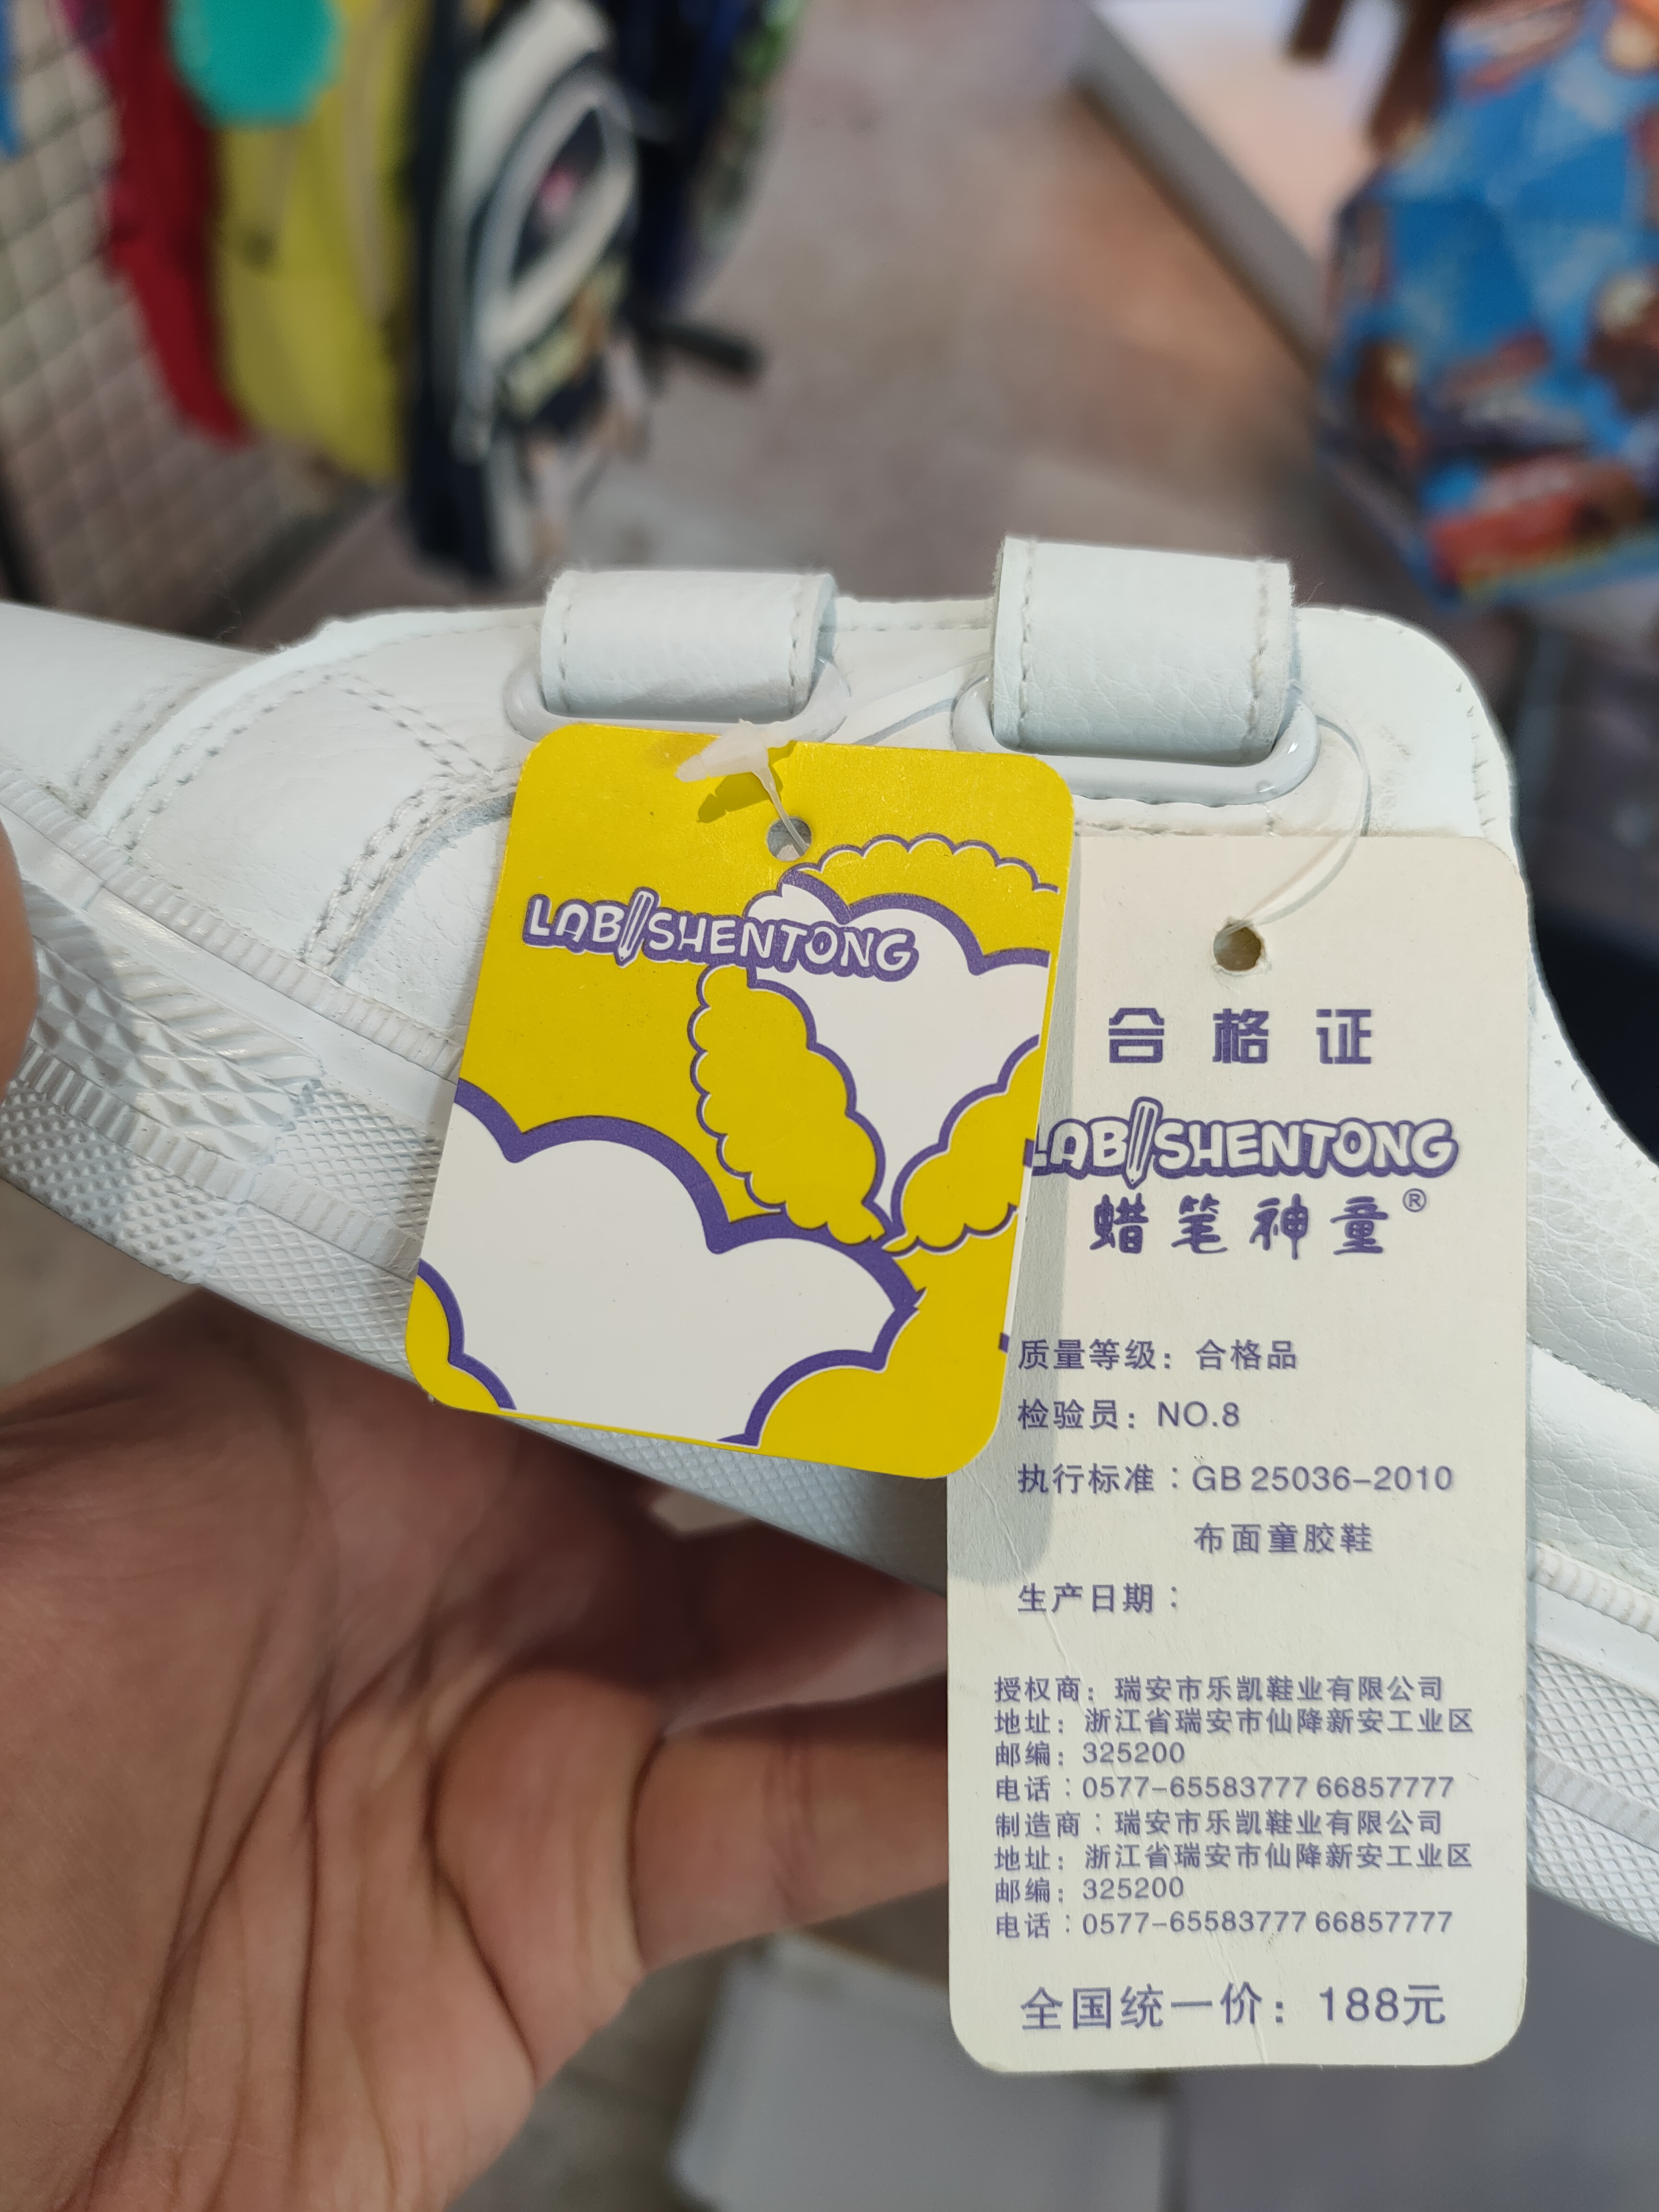 LABISHENTONG
合格证
LABISHENTONG
蜡笔神童®
质量等级：合格品
检验员：NO.8
执行标准：GB 25036-2010
布面童胶鞋
生产日期：
授权商：瑞安市乐凯鞋业有限公司
地址：浙江省瑞安市仙降新安工业区
邮编：325200
电话：0577-65583777 66857777
制造商：瑞安市乐凯鞋业有限公司
地址：浙江省瑞安市仙降新安工业区
邮编：325200
电话：0577-65583777 66857777
全国统一价：188元